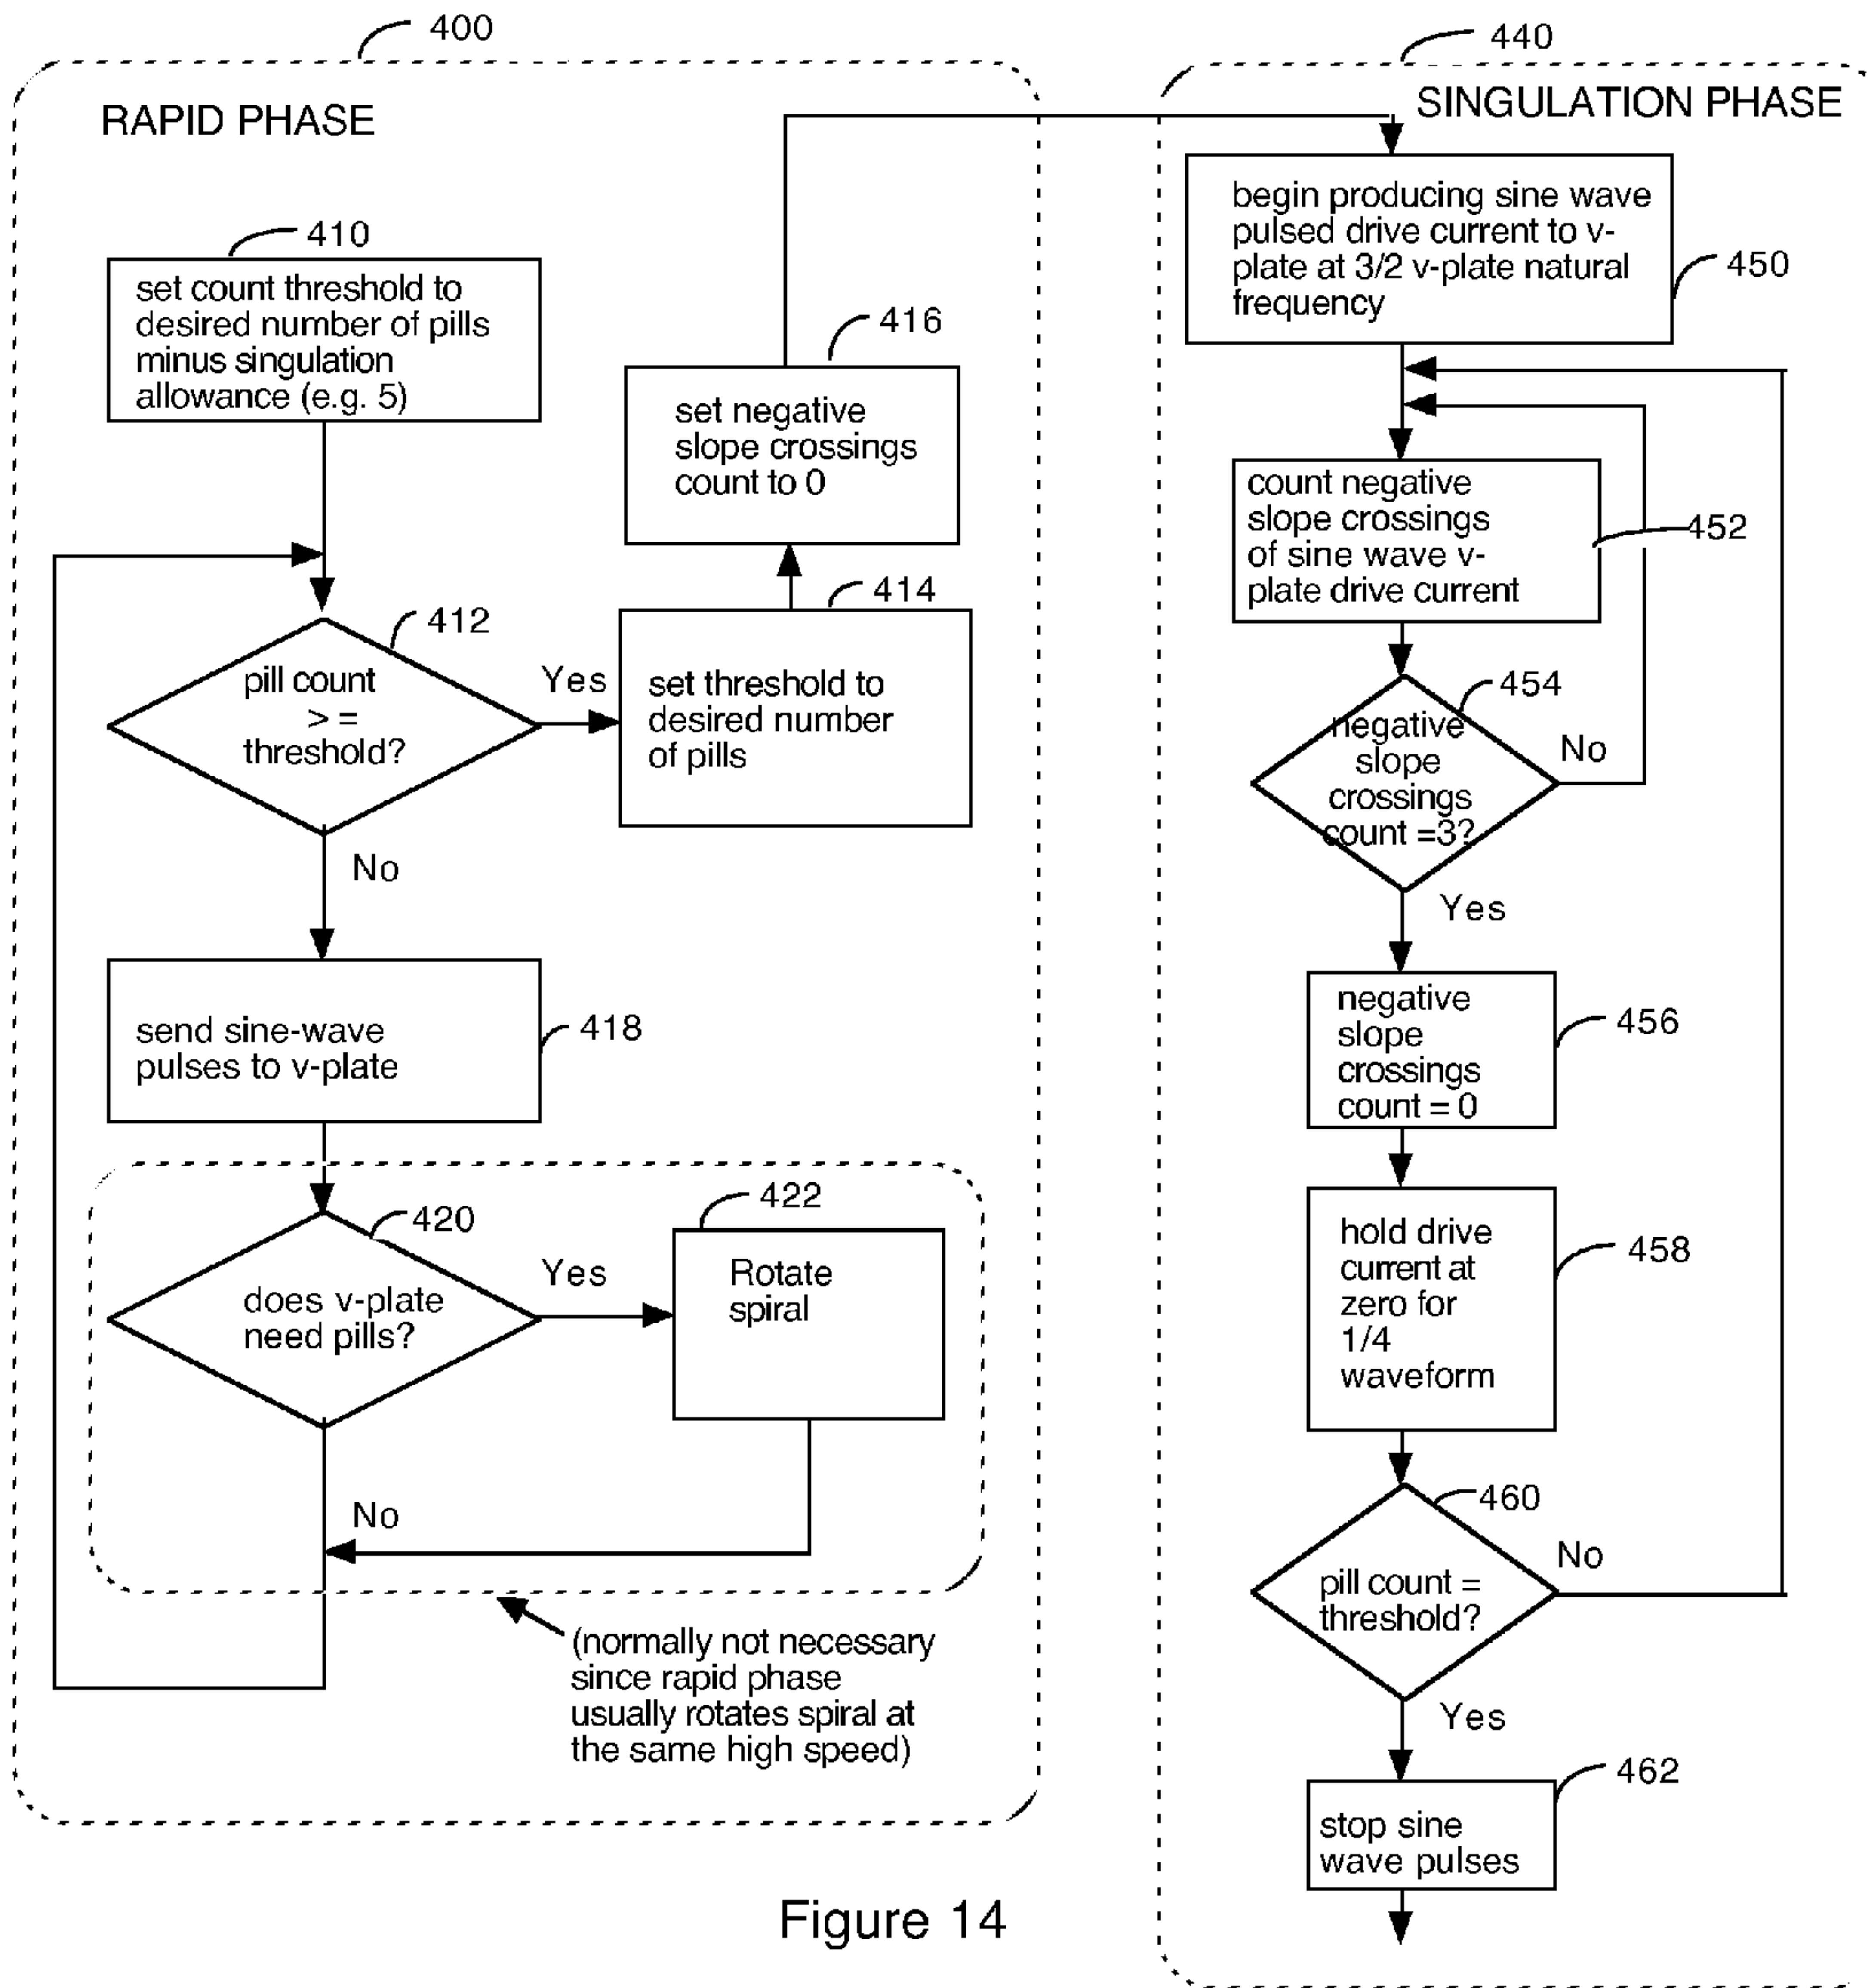 400
RAPID PHASE
410
set count threshold to
desired number of pills
minus singulation
allowance (e.g. 5)
412
pill count
> =
threshold?
Yes
No
414
set threshold to
desired number
of pills
416
set negative
slope crossings
count to 0
418
send sine-wave
pulses to v-plate
420
does v-plate
need pills?
Yes
No
422
Rotate
spiral
(normally not necessary
since rapid phase
usually rotates spiral at
the same high speed)
440
SINGULATION PHASE
begin producing sine wave
pulsed drive current to v-
plate at 3/2 v-plate natural
frequency
450
count negative
slope crossings
of sine wave v-
plate drive current
452
454
negative
slope
crossings
count =3?
No
Yes
negative
slope
crossings
count = 0
456
hold drive
current at
zero for
1/4
waveform
458
460
pill count =
threshold?
No
Yes
462
stop sine
wave pulses
Figure 14